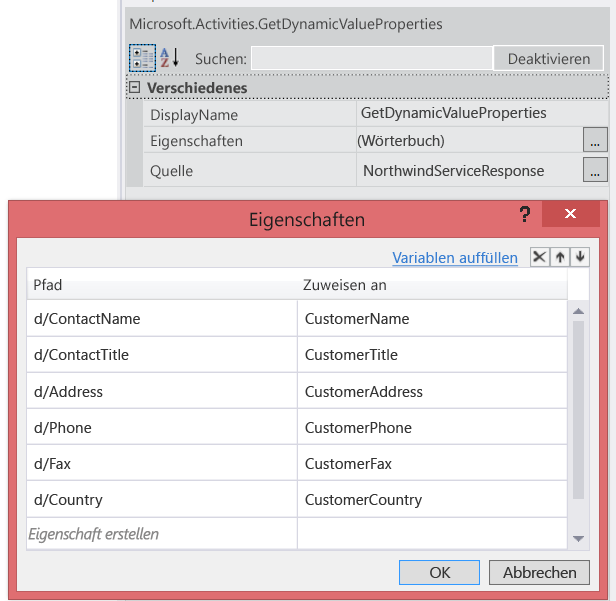 Microsoft.Activities.GetDynamicValueProperties
Suchen: Deaktivieren
Verschiedenes
DisplayName GetDynamicValueProperties
Eigenschaften (Wörterbuch) ...
Quelle NorthwindServiceResponse ...
Eigenschaften ?
Variablen auffüllen
Pfad Zuweisen an
d/ContactName CustomerName
d/ContactTitle CustomerTitle
d/Address CustomerAddress
d/Phone CustomerPhone
d/Fax CustomerFax
d/Country CustomerCountry
Eigenschaft erstellen
OK Abbrechen